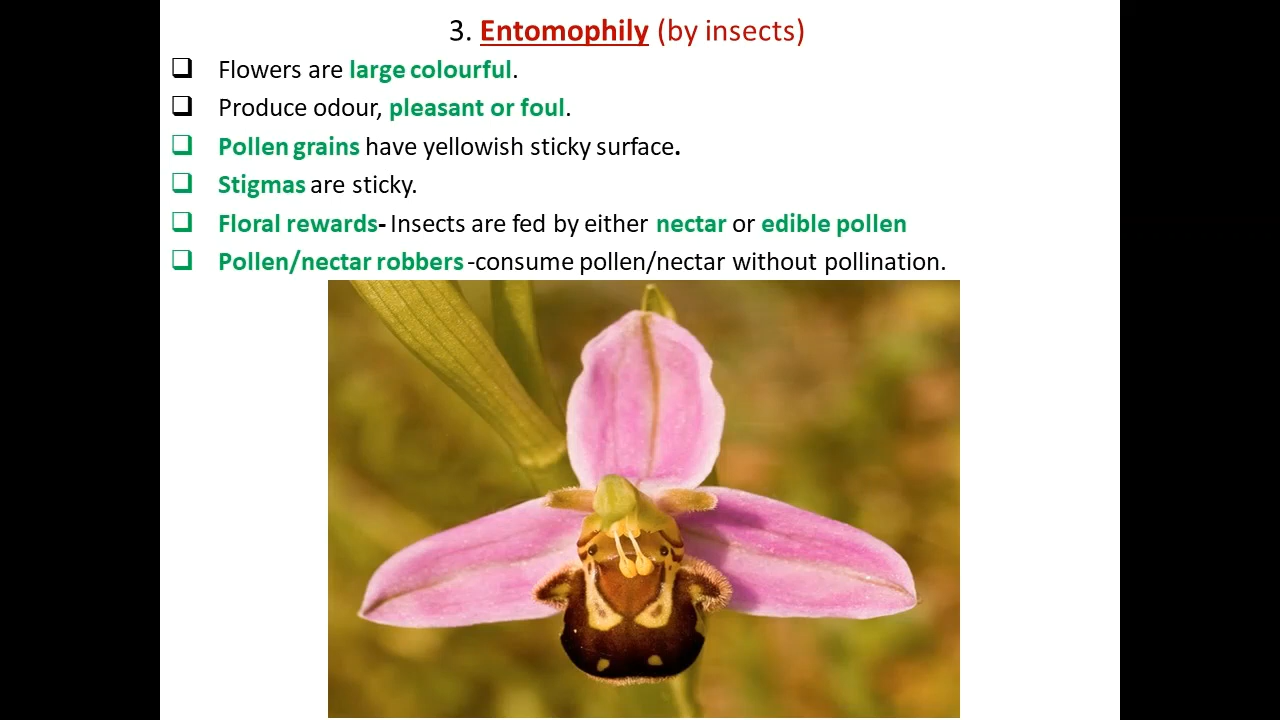 3. Entomophily (by insects)
❑ Flowers are large colourful.
❑ Produce odour, pleasant or foul.
❑ Pollen grains have yellowish sticky surface.
❑ Stigmas are sticky.
❑ Floral rewards- Insects are fed by either nectar or edible pollen
❑ Pollen/nectar robbers -consume pollen/nectar without pollination.